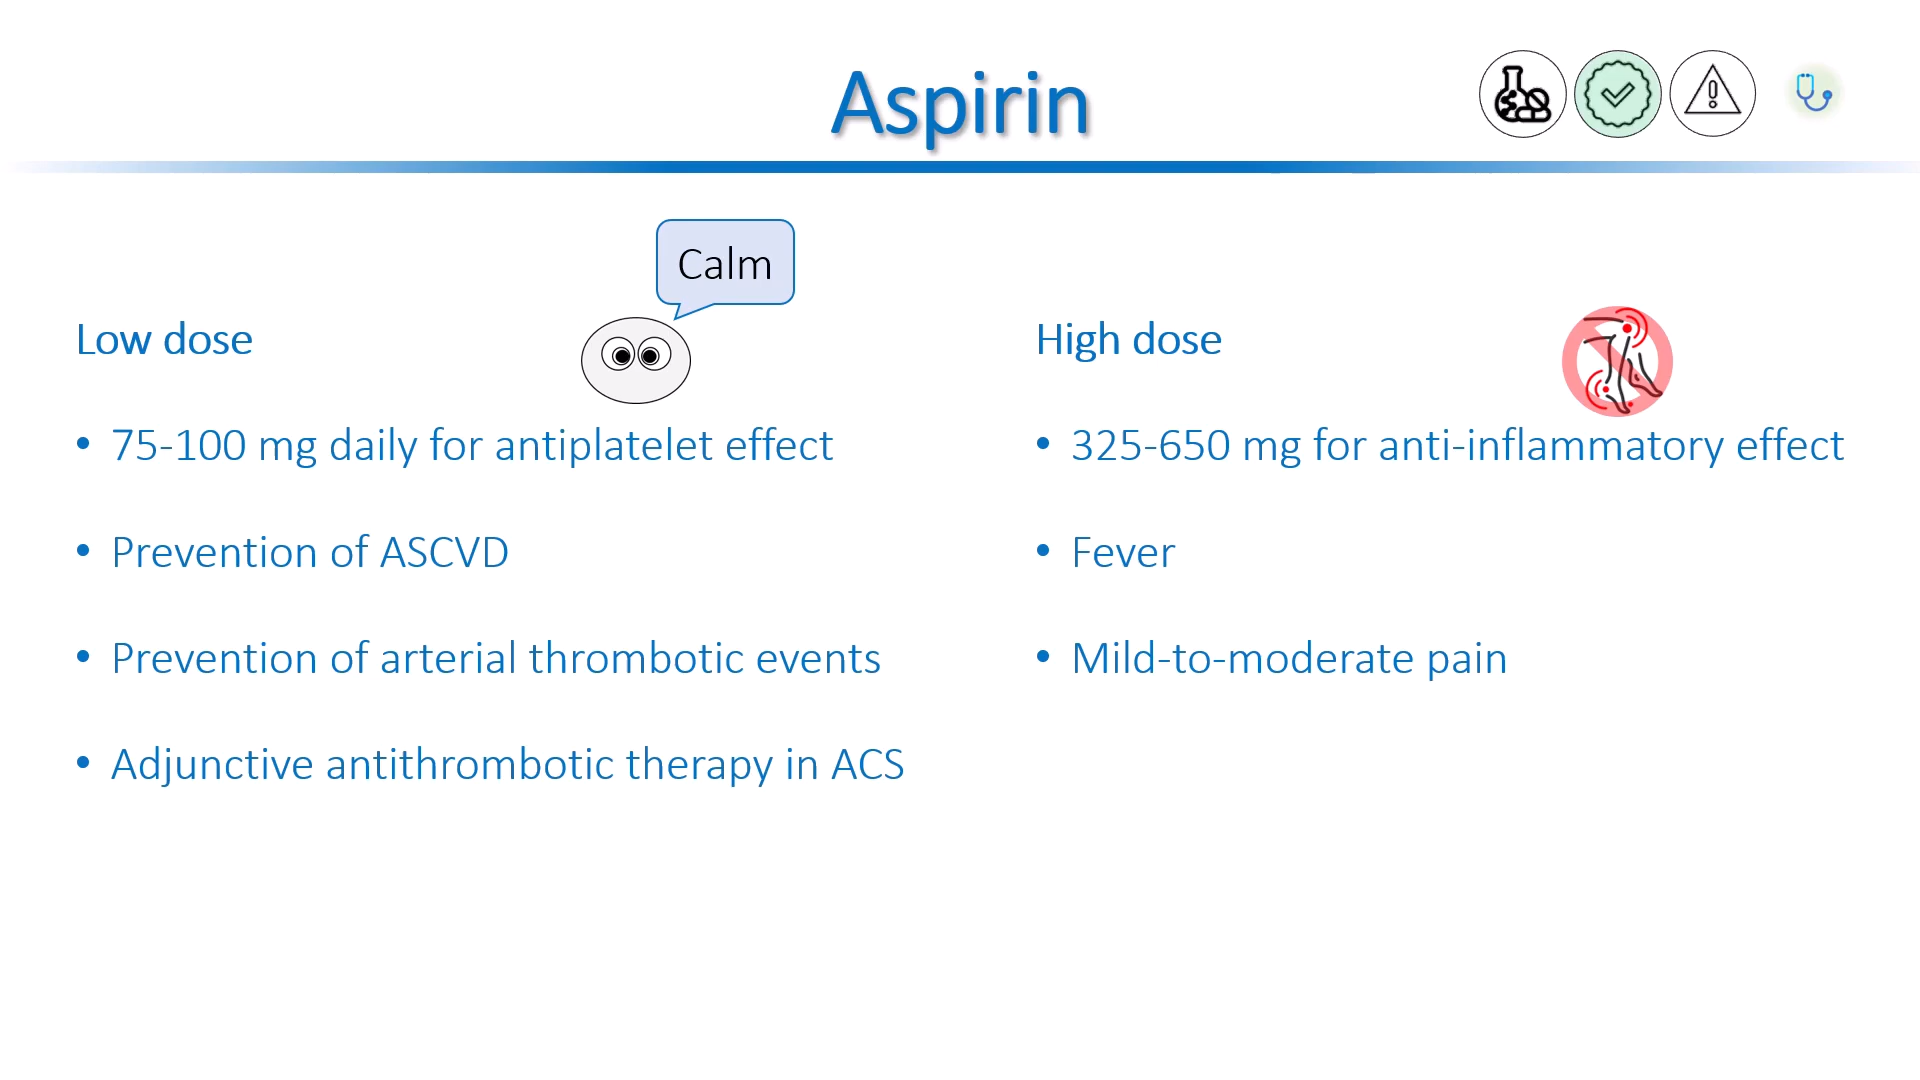 Aspirin
Calm
Low dose
• 75-100 mg daily for antiplatelet effect
• Prevention of ASCVD
• Prevention of arterial thrombotic events
• Adjunctive antithrombotic therapy in ACS
High dose
• 325-650 mg for anti-inflammatory effect
• Fever
• Mild-to-moderate pain